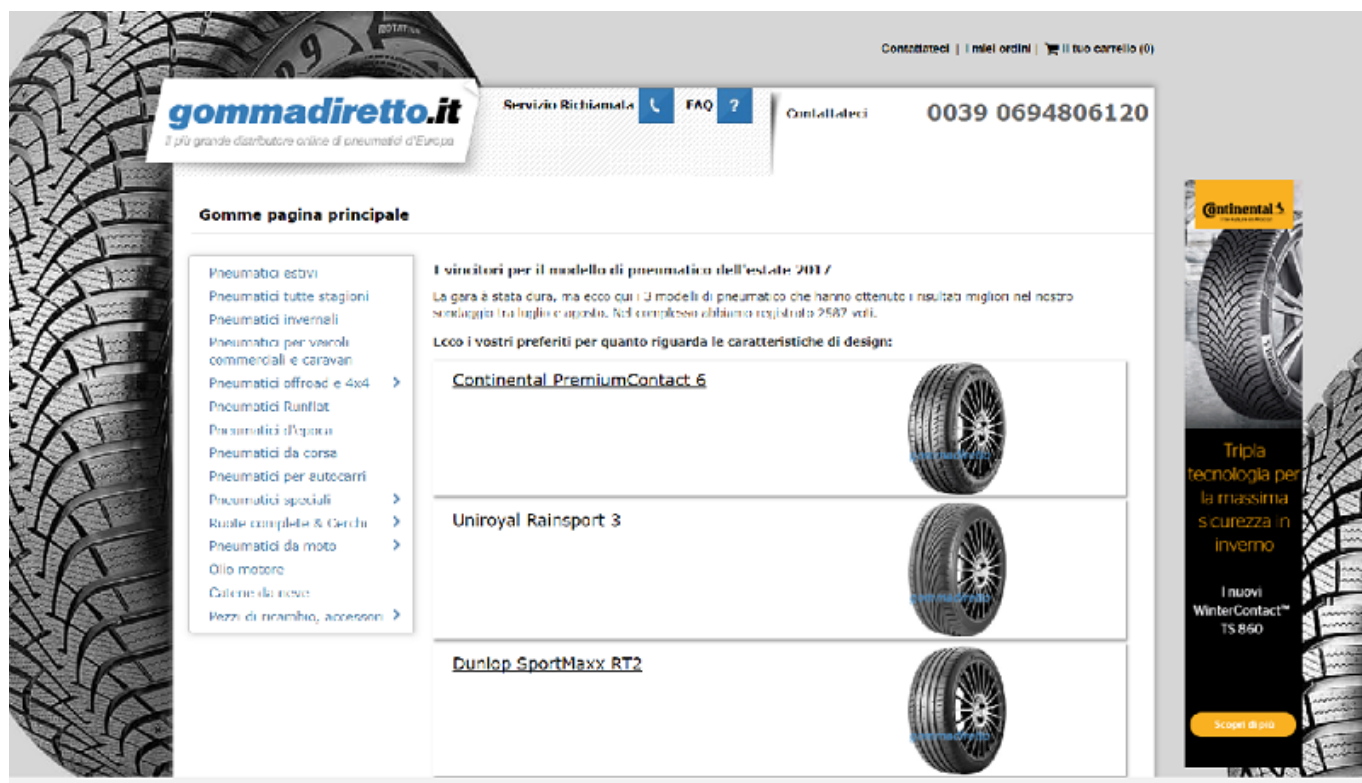 ROTATION
Contattateci | I miei ordini | Il tuo carrello (0)
gommadiretto.it
Il più grande distributore online di pneumatici d'Europa
Servizio Richiamata
FAQ ?
Contattateci
0039 0694806120
Gomme pagina principale
Pneumatici estivi
Pneumatici tutte stagioni
Pneumatici invernali
Pneumatici per veicoli
commerciali e caravan
Pneumatici offroad e 4x4
Pneumatici Runflat
Pneumatici d'epoca
Pneumatici da corsa
Pneumatici per autocarri
Pneumatici speciali
Ruote complete & Cerchi
Pneumatici da moto
Olio motore
Catene da neve
Pezzi di ricambio, accessori
I vincitori per il modello di pneumatico dell'estate 2017
La gara è stata dura, ma ecco qui i 3 modelli di pneumatico che hanno ottenuto i risultati migliori nel nostro
sondaggio tra luglio e agosto. Nel complesso abbiamo registrato 2587 voti.
Ecco i vostri preferiti per quanto riguarda le caratteristiche di design:
Continental PremiumContact 6
gommadiretto
Uniroyal Rainsport 3
gommadiretto
Dunlop SportMaxx RT2
gommadiretto
Continental
Tripla
tecnologia per
la massima
sicurezza in
inverno
I nuovi
WinterContact™
TS 860
Scopri di più